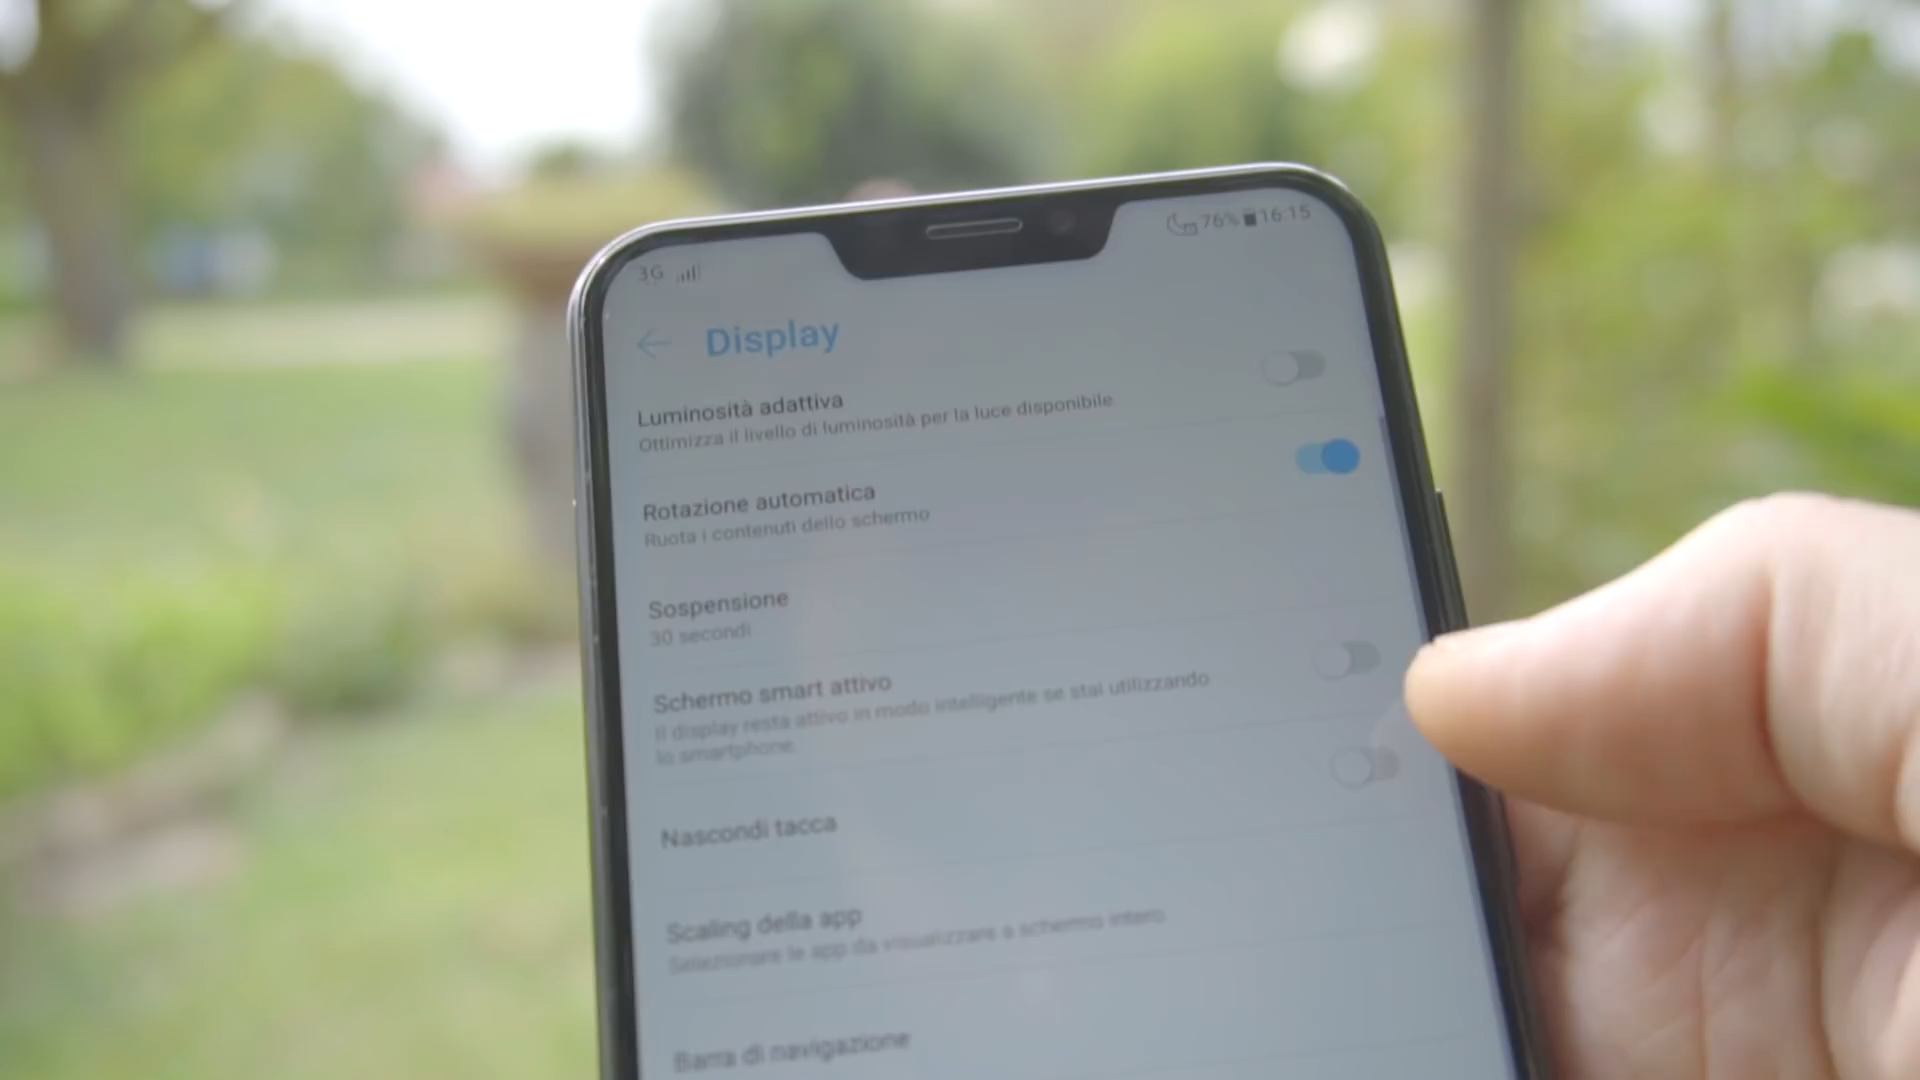 3G
76% 16:15
Display
Luminosità adattiva
Ottimizza il livello di luminosità per la luce disponibile
Rotazione automatica
Ruota i contenuti dello schermo
Sospensione
30 secondi
Schermo smart attivo
Il display resta attivo in modo intelligente se stai utilizzando
lo smartphone.
Nascondi tacca
Scaling della app
Selezionare le app da visualizzare a schermo intero
Barra di navigazione